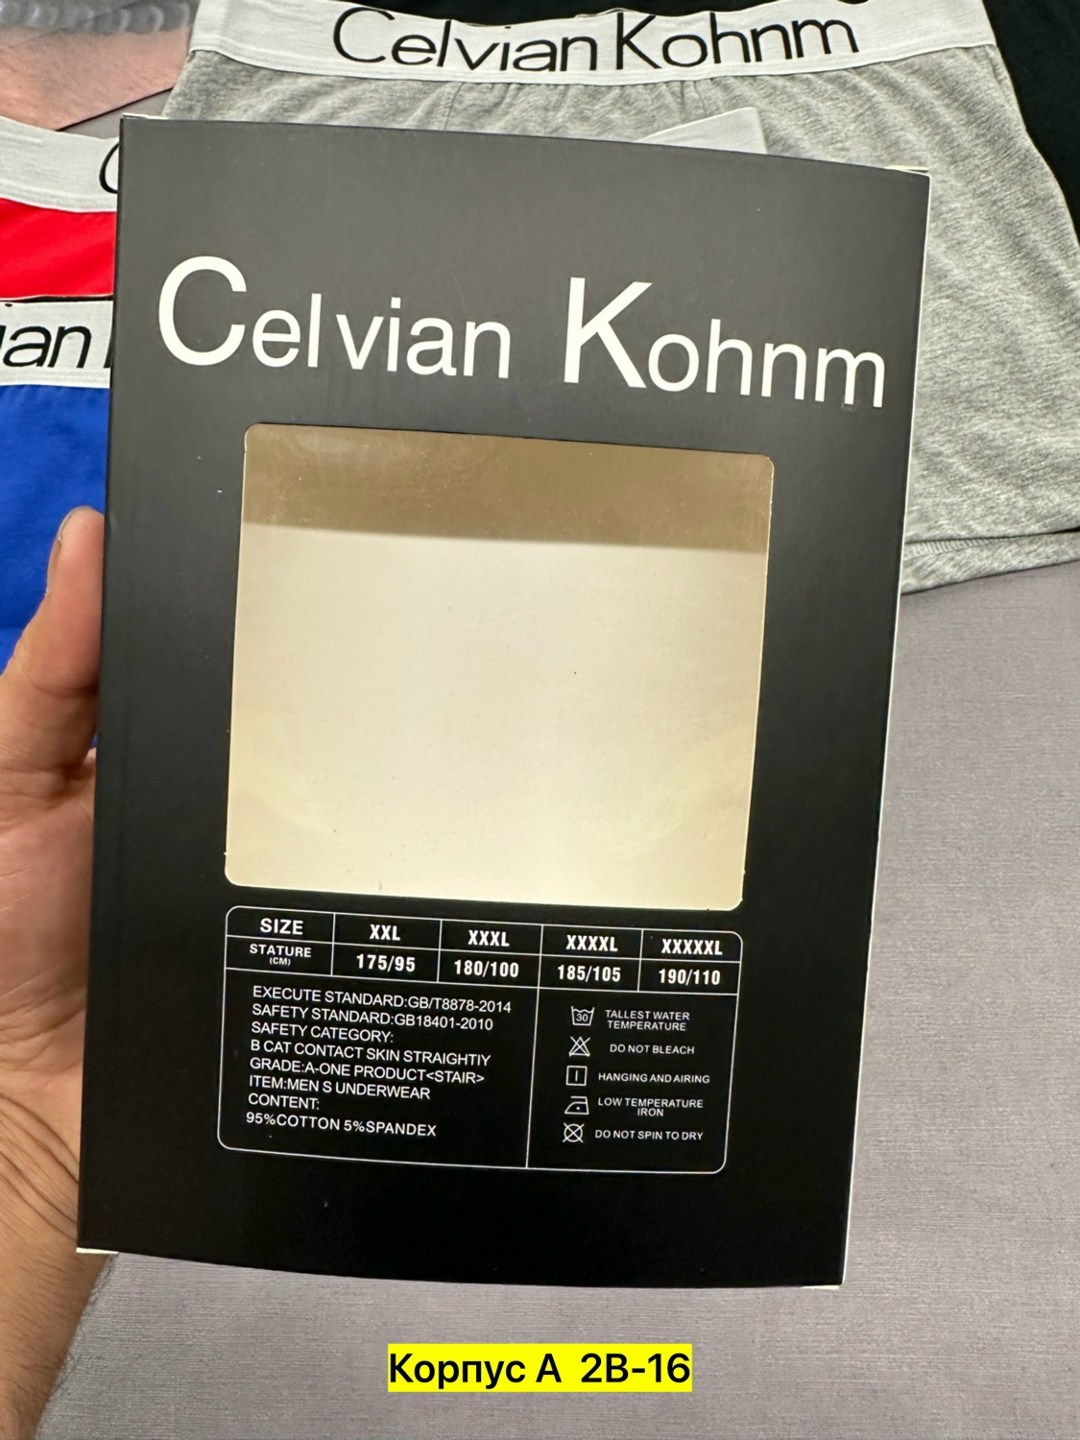 Celvian Kohnm
C
ian
Celvian Kohnm
SIZE XXL XXXL XXXXL XXXXXL
STATURE (CM) 175/95 180/100 185/105 190/110
EXECUTE STANDARD:GB/T8878-2014
SAFETY STANDARD:GB18401-2010
SAFETY CATEGORY:
B CAT CONTACT SKIN STRAIGHTIY
GRADE:A-ONE PRODUCT<STAIR>
ITEM:MEN S UNDERWEAR
CONTENT:
95%COTTON 5%SPANDEX
30 TALLEST WATER
TEMPERATURE
DO NOT BLEACH
HANGING AND AIRING
LOW TEMPERATURE
IRON
DO NOT SPIN TO DRY
Корпус А 2В-16